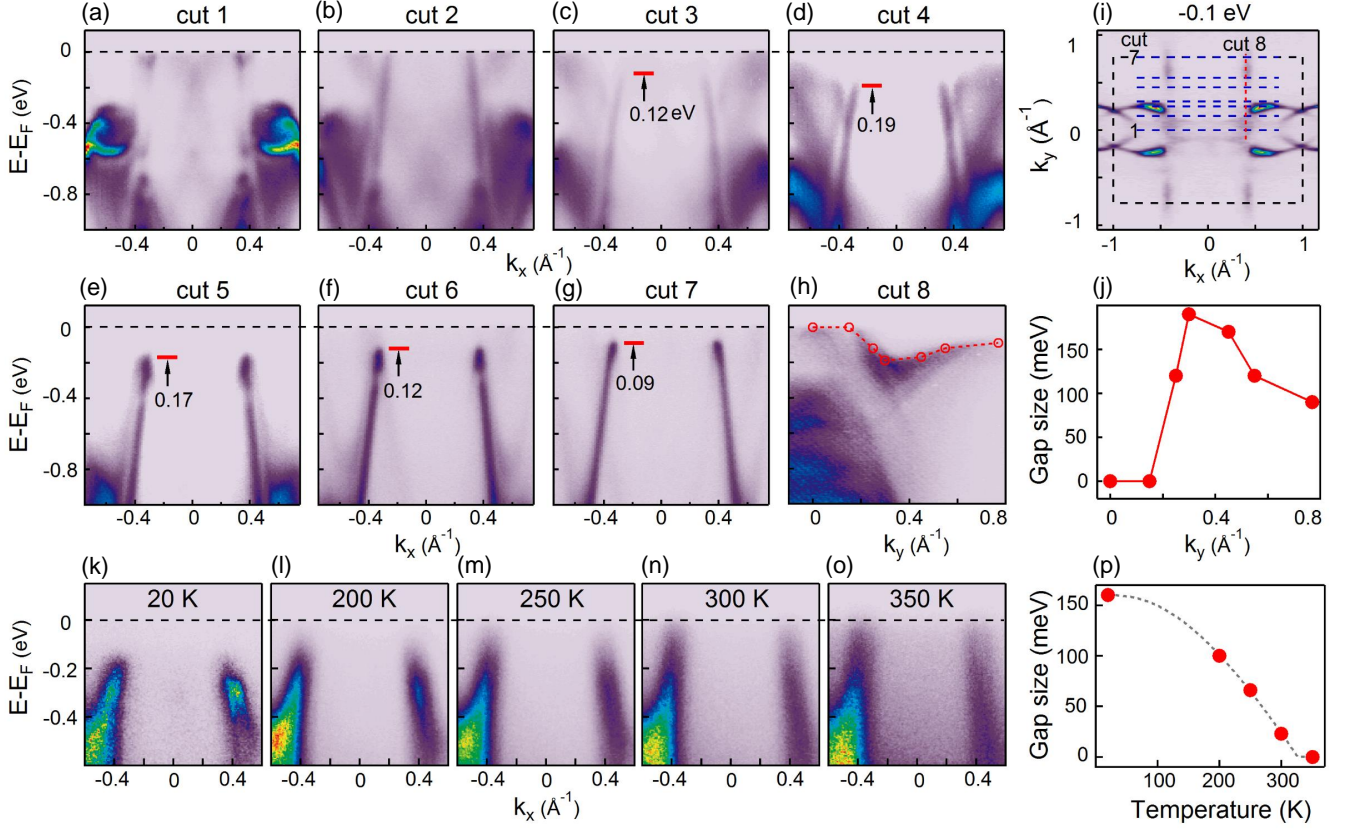 (a) cut 1 (b) cut 2 (c) cut 3 (d) cut 4 (i) -0.1 eV
E-E_F (eV)
0
-0.4
-0.8
0.12 eV
0.19
-0.4 0 0.4
-0.4 0 0.4
-0.4 0 0.4
-0.4 0 0.4
k_x (Å⁻¹)
k_x (Å⁻¹)
k_y (Å⁻¹)
1
0
-1
cut
7
1
cut 8
-1 0 1
k_x (Å⁻¹)
(e) cut 5 (f) cut 6 (g) cut 7 (h) cut 8 (j)
E-E_F (eV)
0
-0.4
-0.8
0.17
0.12
0.09
-0.4 0 0.4
-0.4 0 0.4
-0.4 0 0.4
0 0.4 0.8
k_x (Å⁻¹)
k_x (Å⁻¹)
k_y (Å⁻¹)
Gap size (meV)
150
100
50
0
0 0.4 0.8
k_y (Å⁻¹)
(k) (l) (m) (n) (o) (p)
20 K 200 K 250 K 300 K 350 K
E-E_F (eV)
0
-0.2
-0.4
-0.4 0 0.4
-0.4 0 0.4
-0.4 0 0.4
-0.4 0 0.4
-0.4 0 0.4
k_x (Å⁻¹)
k_x (Å⁻¹)
Gap size (meV)
150
100
50
0
100 200 300
Temperature (K)